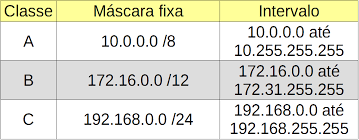 Classe Máscara fixa Intervalo
A 10.0.0.0 /8 10.0.0.0 até
10.255.255.255
B 172.16.0.0 /12 172.16.0.0 até
172.31.255.255
C 192.168.0.0 /24 192.168.0.0 até
192.168.255.255